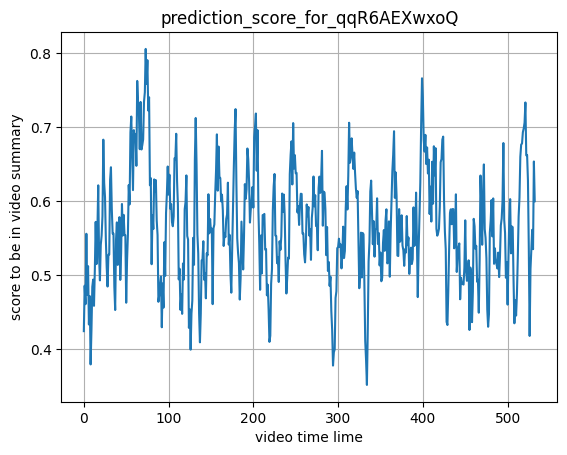 prediction_score_for_qqR6AEXwxoQ
score to be in video summary
0.8
0.7
0.6
0.5
0.4
0 100 200 300 400 500
video time lime